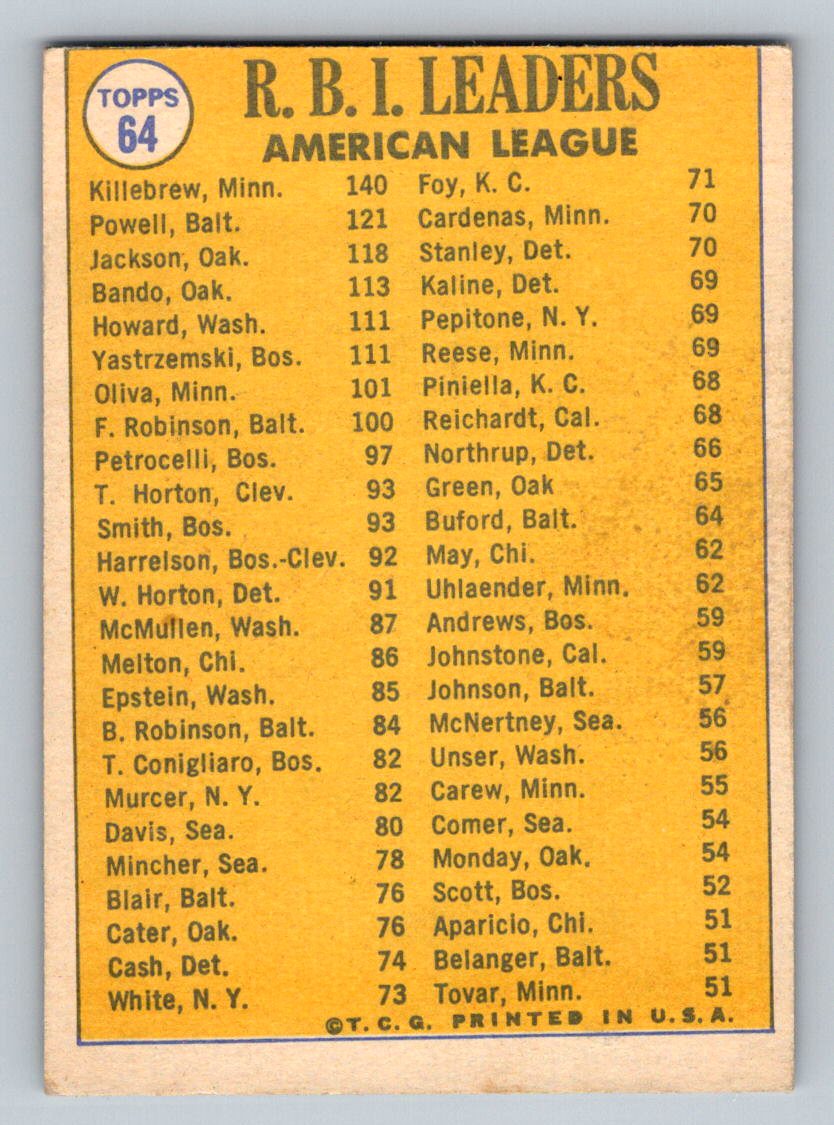 TOPPS
64
R. B. I. LEADERS
AMERICAN LEAGUE
Killebrew, Minn. 140
Powell, Balt. 121
Jackson, Oak. 118
Bando, Oak. 113
Howard, Wash. 111
Yastrzemski, Bos. 111
Oliva, Minn. 101
F. Robinson, Balt. 100
Petrocelli, Bos. 97
T. Horton, Clev. 93
Smith, Bos. 93
Harrelson, Bos.-Clev. 92
W. Horton, Det. 91
McMullen, Wash. 87
Melton, Chi. 86
Epstein, Wash. 85
B. Robinson, Balt. 84
T. Conigliaro, Bos. 82
Murcer, N. Y. 82
Davis, Sea. 80
Mincher, Sea. 78
Blair, Balt. 76
Cater, Oak. 76
Cash, Det. 74
White, N. Y. 73
Foy, K. C. 71
Cardenas, Minn. 70
Stanley, Det. 70
Kaline, Det. 69
Pepitone, N. Y. 69
Reese, Minn. 69
Piniella, K. C. 68
Reichardt, Cal. 68
Northrup, Det. 66
Green, Oak 65
Buford, Balt. 64
May, Chi. 62
Uhlaender, Minn. 62
Andrews, Bos. 59
Johnstone, Cal. 59
Johnson, Balt. 57
McNertney, Sea. 56
Unser, Wash. 56
Carew, Minn. 55
Comer, Sea. 54
Monday, Oak. 54
Scott, Bos. 52
Aparicio, Chi. 51
Belanger, Balt. 51
Tovar, Minn. 51
©T. C. G. PRINTED IN U. S. A.